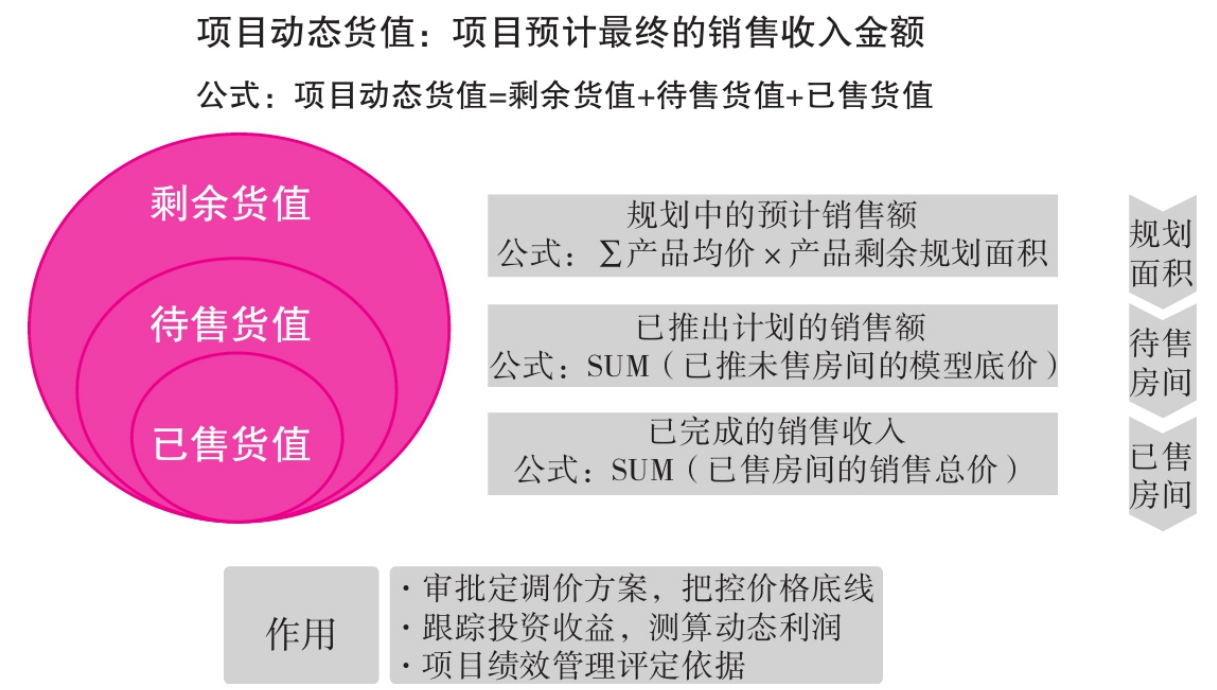 项目动态货值：项目预计最终的销售收入金额
公式：项目动态货值=剩余货值+待售货值+已售货值
剩余货值
规划中的预计销售额
公式：∑产品均价×产品剩余规划面积
规划
面积
待售货值
已推出计划的销售额
公式：SUM（已推未售房间的模型底价）
待售
房间
已售货值
已完成的销售收入
公式：SUM（已售房间的销售总价）
已售
房间
作用
·审批定调价方案，把控价格底线
·跟踪投资收益，测算动态利润
·项目绩效管理评定依据